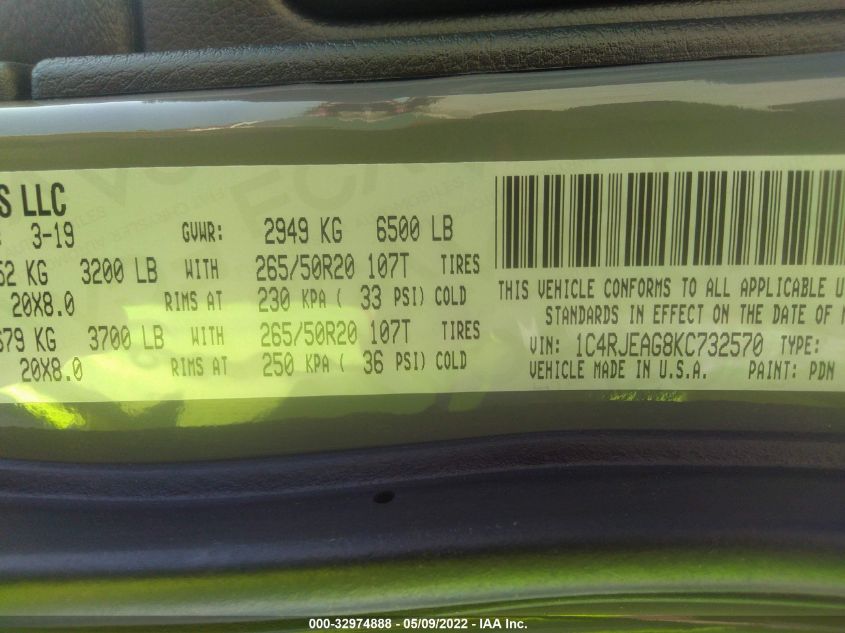 S LLC
3-19 GVWR: 2949 KG 6500 LB
52 KG 3200 LB WITH 265/50R20 107T TIRES
20X8.0 RIMS AT 230 KPA ( 33 PSI) COLD
679 KG 3700 LB WITH 265/50R20 107T TIRES
20X8.0 RIMS AT 250 KPA ( 36 PSI) COLD
THIS VEHICLE CONFORMS TO ALL APPLICABLE U
STANDARDS IN EFFECT ON THE DATE OF M
VIN: 1C4RJEAG8KC732570 TYPE:
VEHICLE MADE IN U.S.A. PAINT: PDN
000-32974888 - 05/09/2022 - IAA Inc.